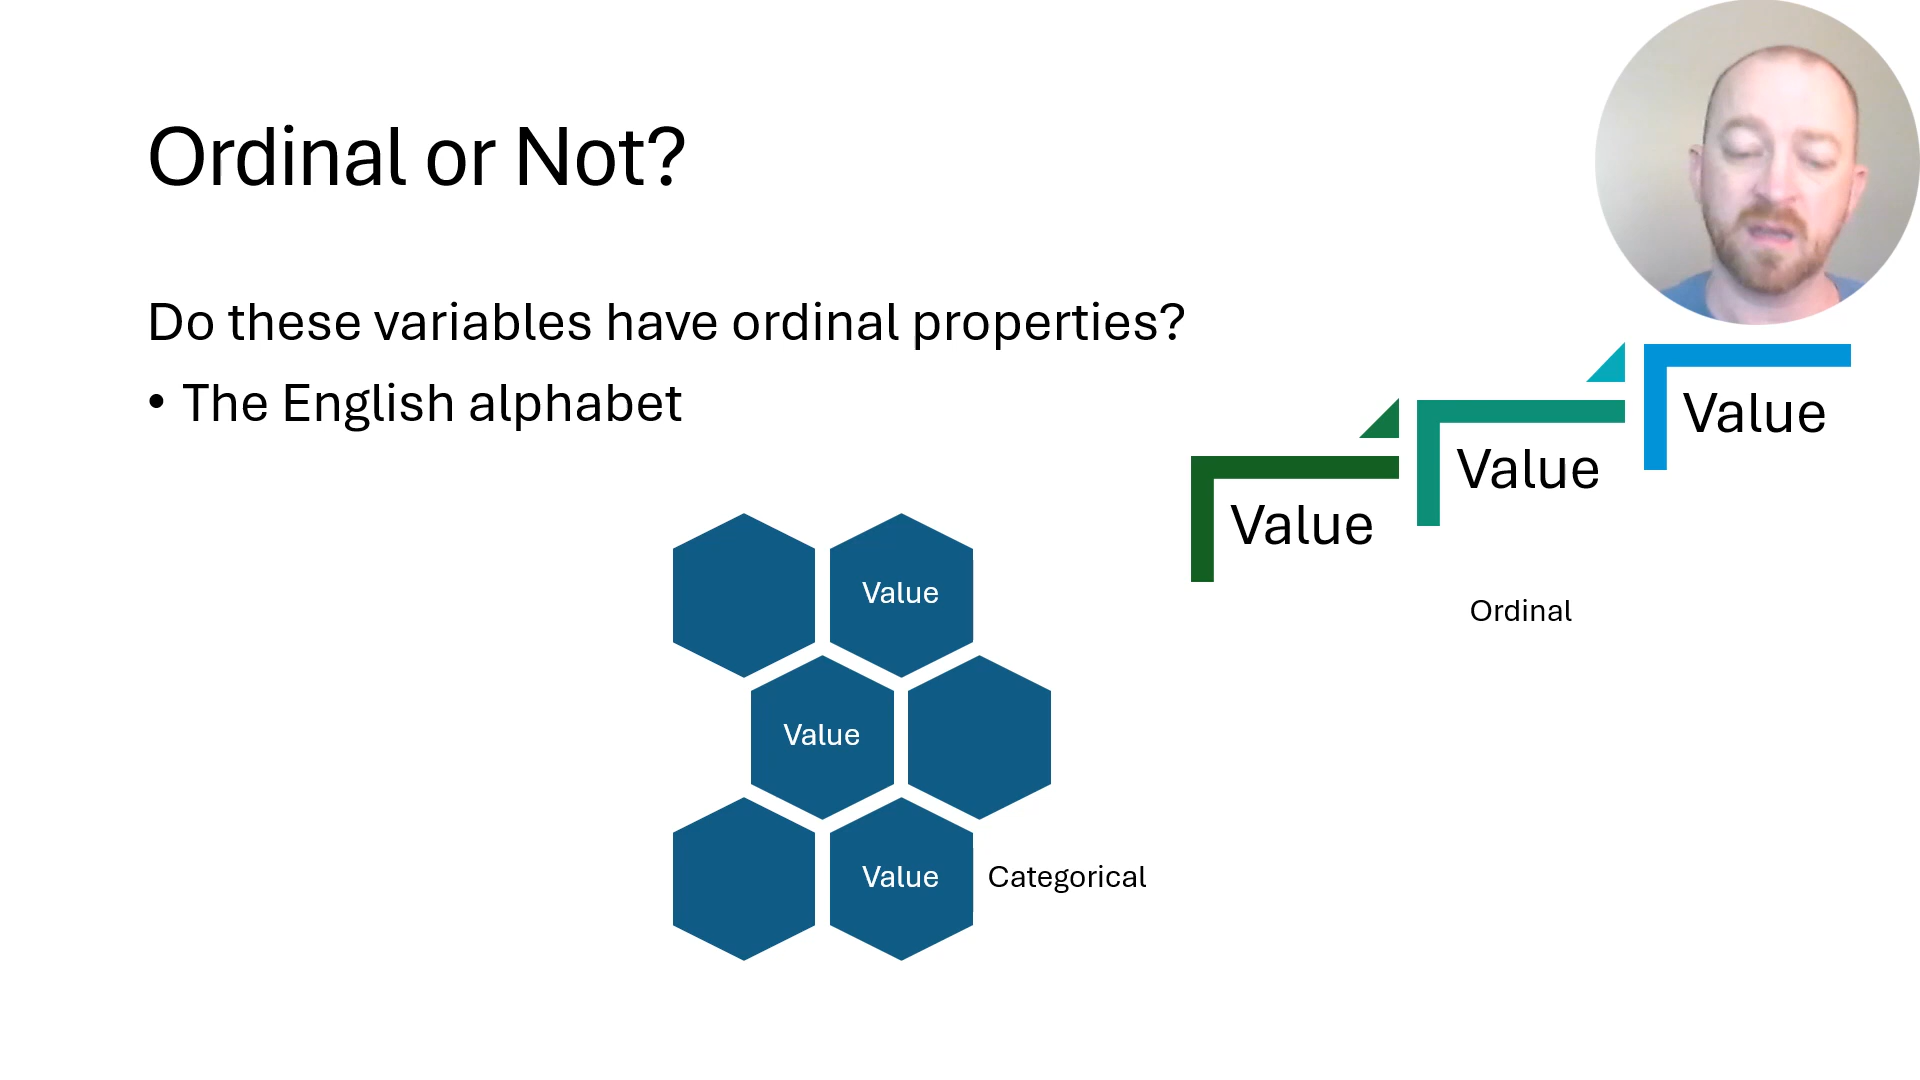 Ordinal or Not?
Do these variables have ordinal properties?
• The English alphabet
Value
Value
Value
Ordinal
Value
Value
Value
Categorical